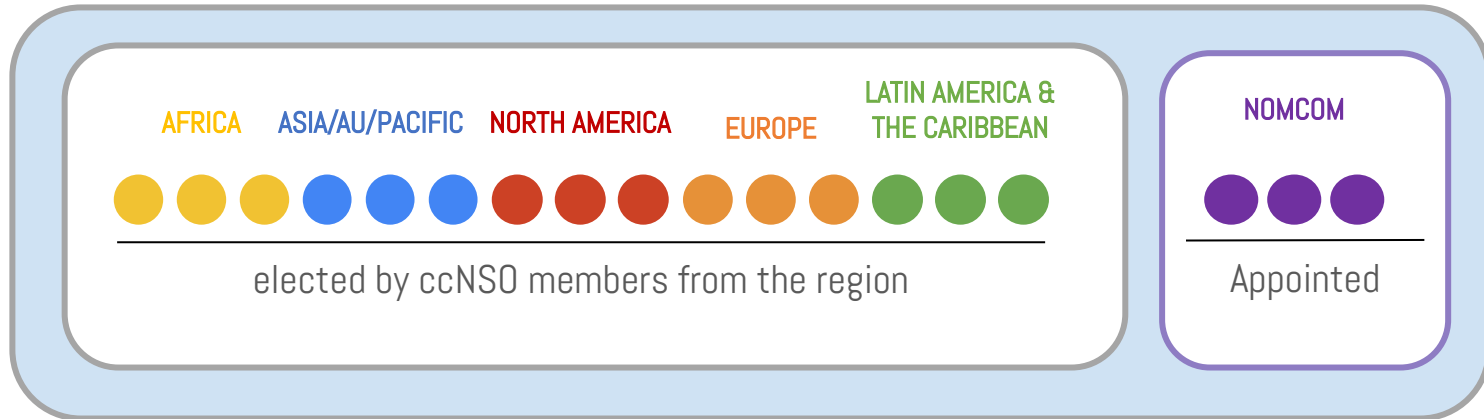 AFRICA
ASIA/AU/PACIFIC
NORTH AMERICA
EUROPE
LATIN AMERICA &
THE CARIBBEAN
elected by ccNSO members from the region
NOMCOM
Appointed